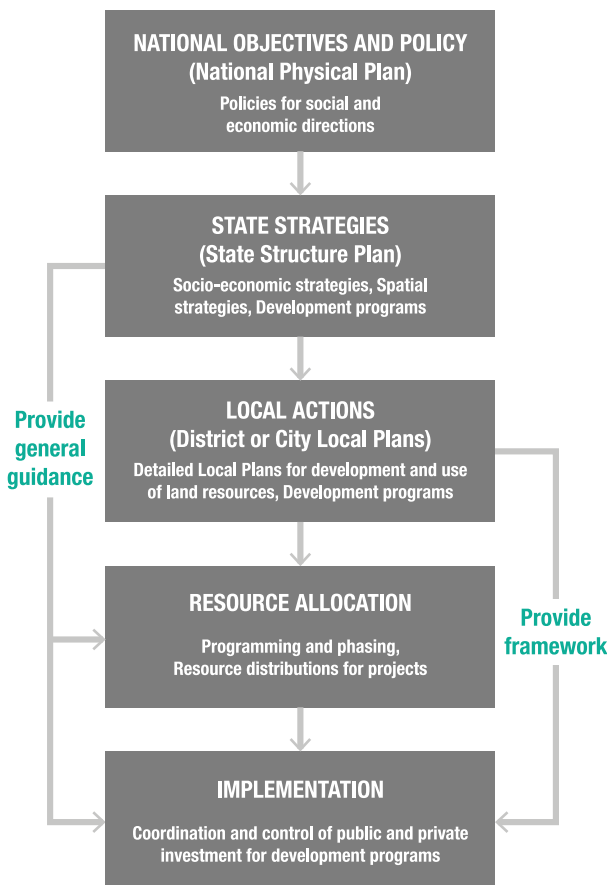 NATIONAL OBJECTIVES AND POLICY
(National Physical Plan)
Policies for social and
economic directions
STATE STRATEGIES
(State Structure Plan)
Socio-economic strategies, Spatial
strategies, Development programs
Provide
general
guidance
LOCAL ACTIONS
(District or City Local Plans)
Detailed Local Plans for development and use
of land resources, Development programs
RESOURCE ALLOCATION
Programming and phasing,
Resource distributions for projects
Provide
framework
IMPLEMENTATION
Coordination and control of public and private
investment for development programs